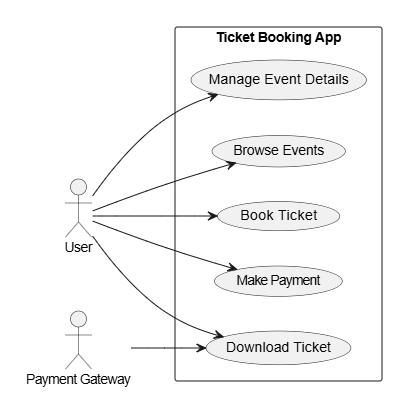 Ticket Booking App
Manage Event Details
Browse Events
Book Ticket
User
Make Payment
Download Ticket
Payment Gateway